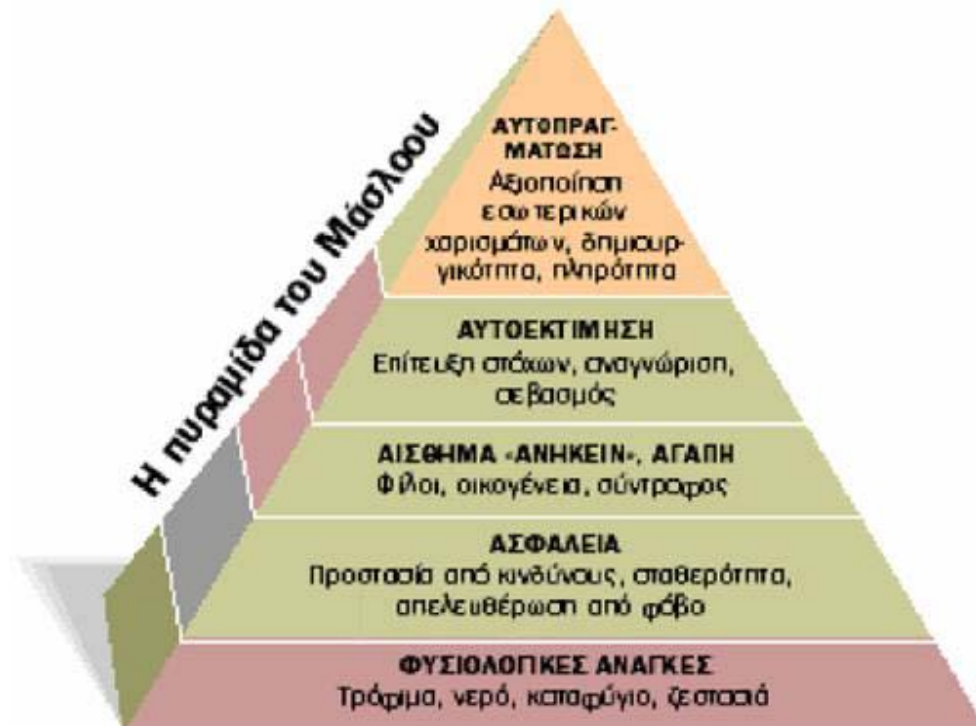 Η πυραμίδα του Μάσλοου
ΑΥΤΟΠΡΑΓ-
ΜΑΤΩΣΗ
Αξιοποίηση
εσωτερικών
χαρισμάτων, δημιουρ-
γικότητα, πληρότητα
ΑΥΤΟΕΚΤΙΜΗΣΗ
Επίτευξη στόχων, αναγνώριση,
σεβασμός
ΑΙΣΘΗΜΑ «ΑΝΗΚΕΙΝ», ΑΓΑΠΗ
Φίλοι, οικογένεια, σύντροφος
ΑΣΦΑΛΕΙΑ
Προστασία από κινδύνους, σταθερότητα,
απελευθέρωση από φόβο
ΦΥΣΙΟΛΟΓΙΚΕΣ ΑΝΑΓΚΕΣ
Τρόφιμα, νερό, καταφύγιο, ζεστασιά